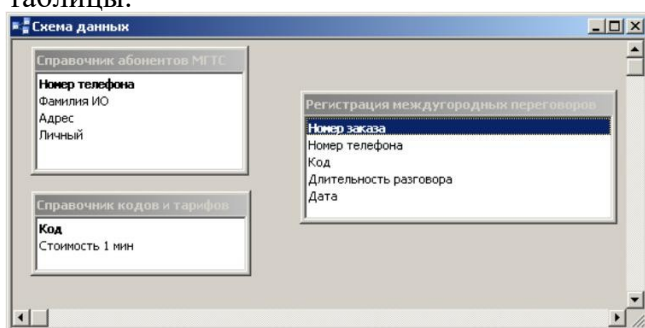 таблицы.
Схема данных
Справочник абонентов МГТС
Номер телефона
Фамилия ИО
Адрес
Личный
Регистрация междугородных переговоров
Номер заказа
Номер телефона
Код
Длительность разговора
Дата
Справочник кодов и тарифов
Код
Стоимость 1 мин